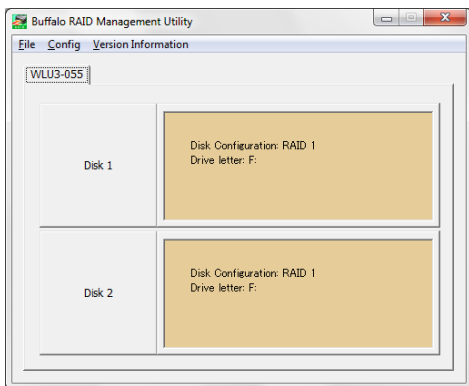 Buffalo RAID Management Utility
File Config Version Information
WLU3-055
Disk 1
Disk Configuration: RAID 1
Drive letter: F:
Disk 2
Disk Configuration: RAID 1
Drive letter: F: